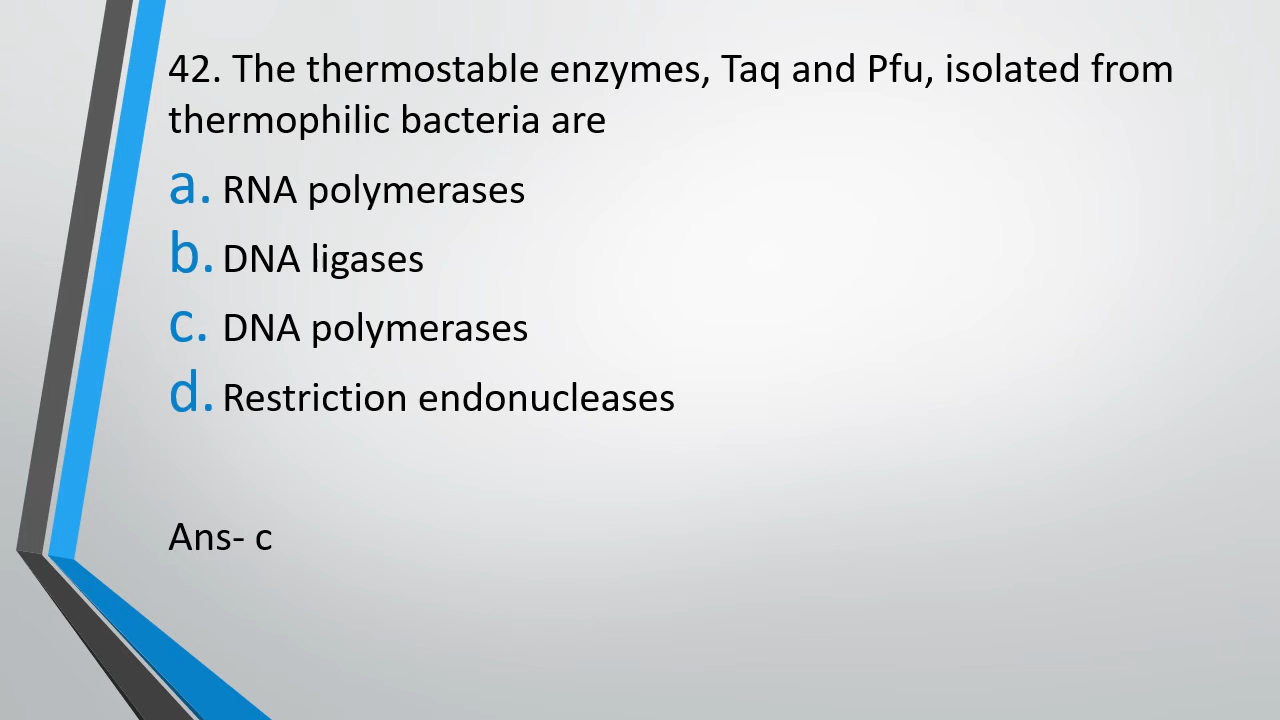 42. The thermostable enzymes, Taq and Pfu, isolated from
thermophilic bacteria are
a. RNA polymerases
b. DNA ligases
c. DNA polymerases
d. Restriction endonucleases
Ans- c